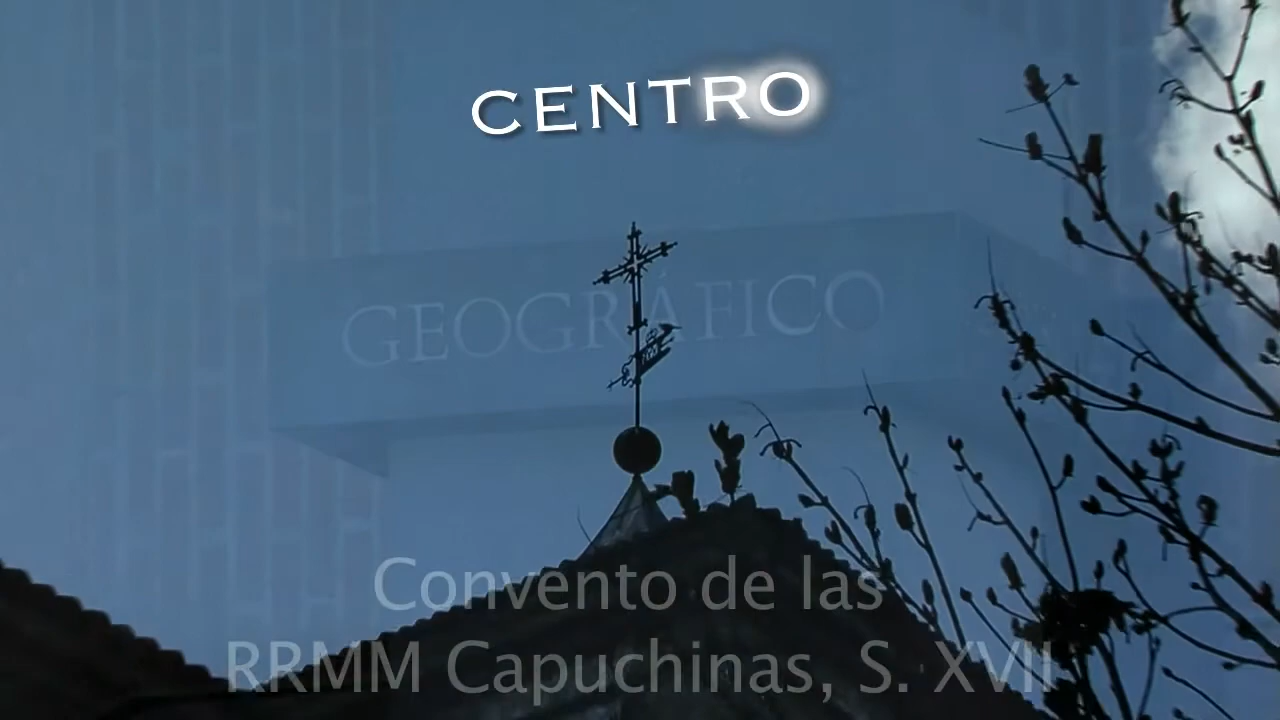 CENTRO
GEOGRÁFICO
Convento de las
RRMM Capuchinas, S. XVII